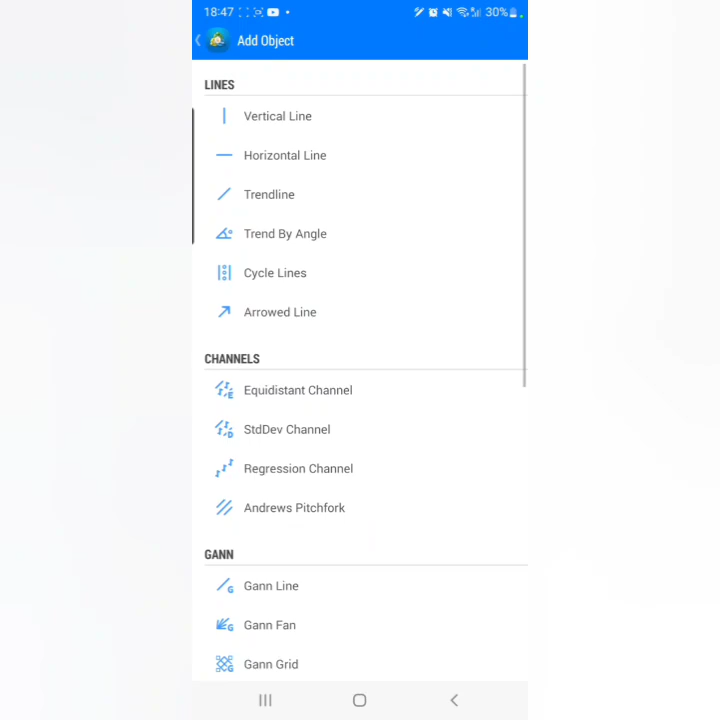 18:47
30%
Add Object
LINES
Vertical Line
Horizontal Line
Trendline
Trend By Angle
Cycle Lines
Arrowed Line
CHANNELS
Equidistant Channel
StdDev Channel
Regression Channel
Andrews Pitchfork
GANN
Gann Line
Gann Fan
Gann Grid